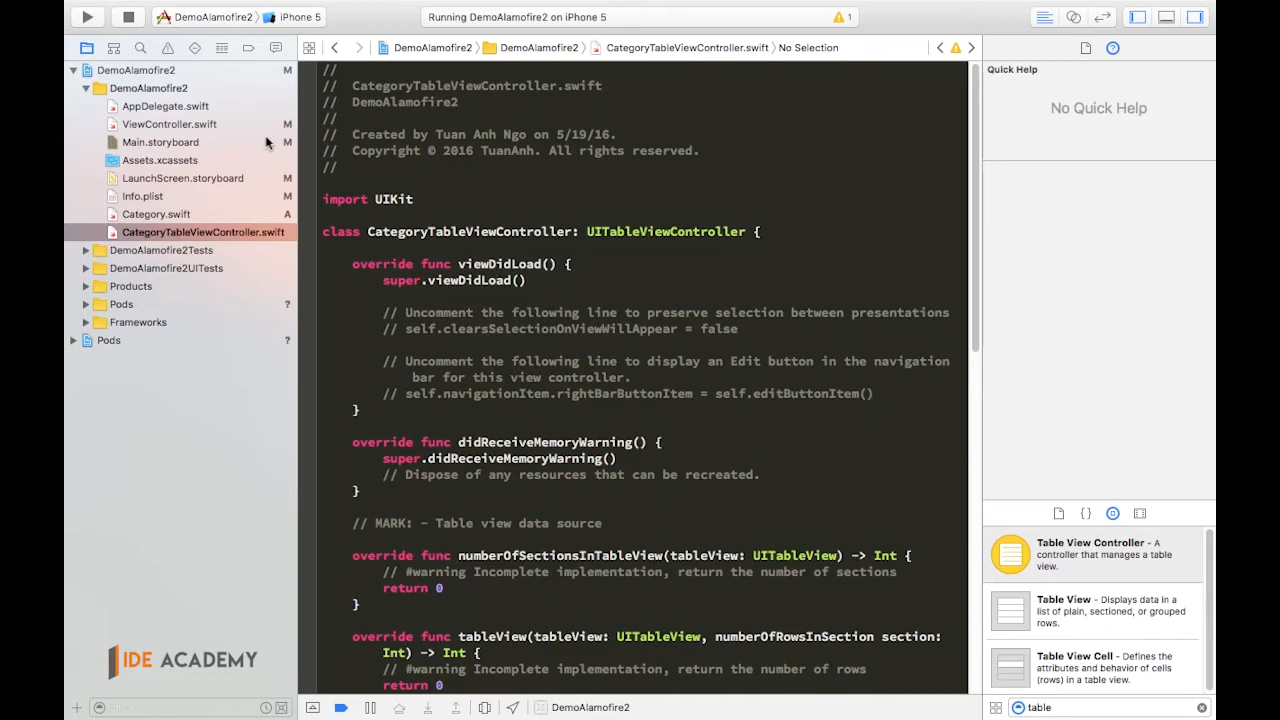 DemoAlamofire2 iPhone 5
Running DemoAlamofire2 on iPhone 5
1
DemoAlamofire2 DemoAlamofire2 CategoryTableViewController.swift No Selection
DemoAlamofire2 M
DemoAlamofire2
AppDelegate.swift
ViewController.swift M
Main.storyboard M
Assets.xcassets
LaunchScreen.storyboard M
Info.plist M
Category.swift A
CategoryTableViewController.swift
DemoAlamofire2Tests
DemoAlamofire2UITests
Products
Pods ?
Frameworks
Pods ?
IDE ACADEMY
//
// CategoryTableViewController.swift
// DemoAlamofire2
//
// Created by Tuan Anh Ngo on 5/19/16.
// Copyright © 2016 TuanAnh. All rights reserved.
//
import UIKit
class CategoryTableViewController: UITableViewController {
override func viewDidLoad() {
super.viewDidLoad()
// Uncomment the following line to preserve selection between presentations
// self.clearsSelectionOnViewWillAppear = false
// Uncomment the following line to display an Edit button in the navigation
bar for this view controller.
// self.navigationItem.rightBarButtonItem = self.editButtonItem()
}
override func didReceiveMemoryWarning() {
super.didReceiveMemoryWarning()
// Dispose of any resources that can be recreated.
}
// MARK: - Table view data source
override func numberOfSectionsInTableView(tableView: UITableView) -> Int {
// #warning Incomplete implementation, return the number of sections
return 0
}
override func tableView(tableView: UITableView, numberOfRowsInSection section:
Int) -> Int {
// #warning Incomplete implementation, return the number of rows
return 0
DemoAlamofire2
Quick Help
No Quick Help
{}
Table View Controller - A
controller that manages a table
view.
Table View - Displays data in a
list of plain, sectioned, or grouped
rows.
Table View Cell - Defines the
attributes and behavior of cells
(rows) in a table view.
table